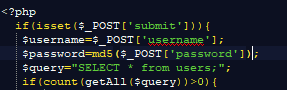 <?php
if(isset($_POST['submit'])){
$username=$_POST['username'];
$password=md5($_POST['password']);
$query="SELECT * from users;";
if(count(getAll($query))>0){